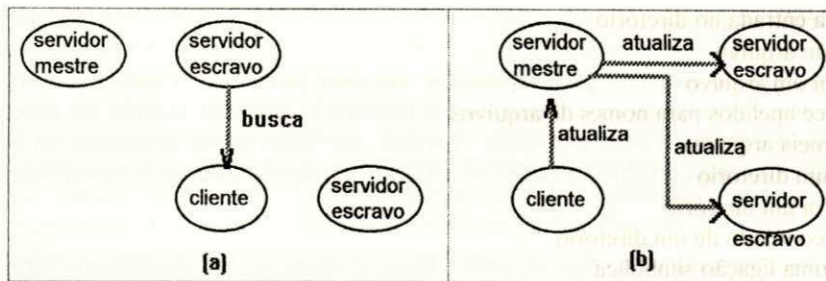 servidor
mestre
servidor
escravo
busca
cliente
servidor
escravo
(a)
servidor
mestre
atualiza
servidor
escravo
atualiza
atualiza
cliente
servidor
escravo
(b)